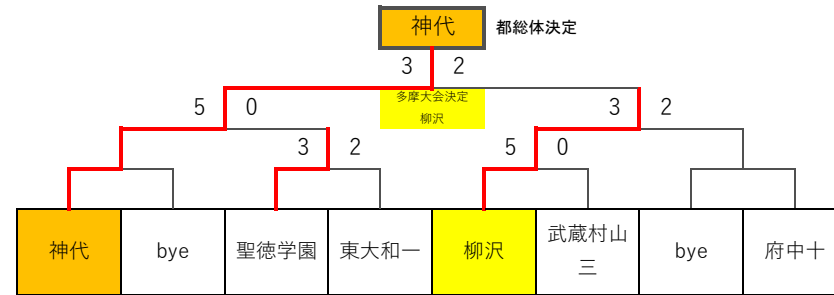 神代
都総体決定
3 2
5 0
多摩大会決定
柳沢
3 2
3 2
5 0
神代
bye
聖徳学園
東大和一
柳沢
武蔵村山
三
bye
府中十